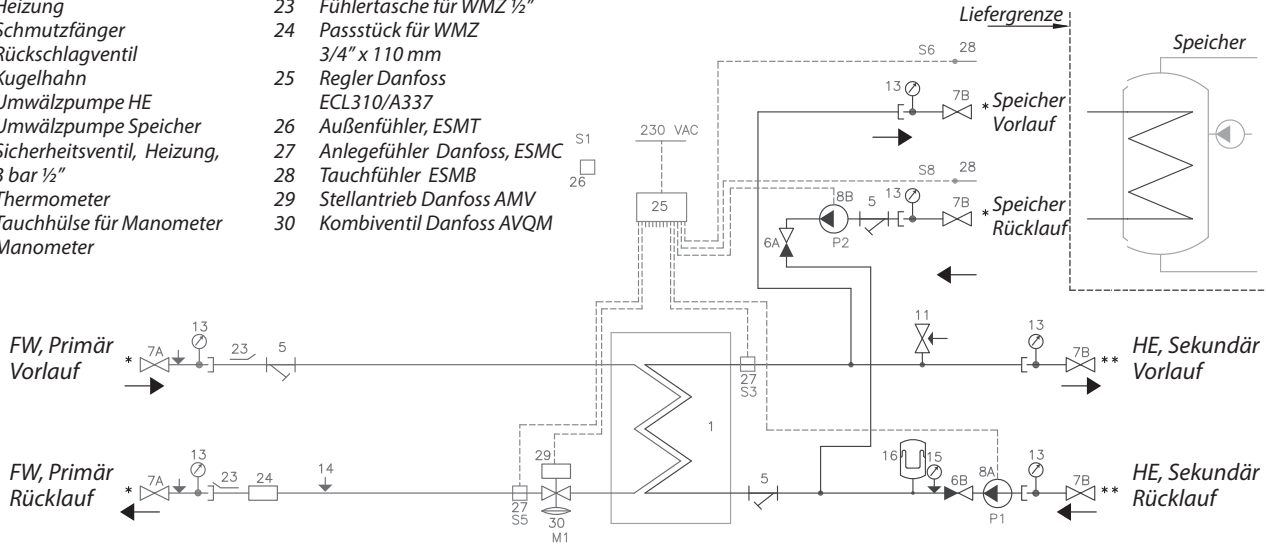 Heizung
Schmutzfänger
Rückschlagventil
Kugelhahn
Umwälzpumpe HE
Umwälzpumpe Speicher
Sicherheitsventil, Heizung,
3 bar ½”
Thermometer
Tauchhülse für Manometer
Manometer
23 Fühlertasche für WMZ ½”
24 Passstück für WMZ
3/4” x 110 mm
25 Regler Danfoss
ECL310/A337
26 Außenfühler, ESMT
27 Anlegefühler Danfoss, ESMC
28 Tauchfühler ESMB
29 Stellantrieb Danfoss AMV
30 Kombiventil Danfoss AVQM
S1
26
230 VAC
25
Liefergrenze
Speicher
S6 28
13
7B
* Speicher
Vorlauf
S8 28
8B
5
13
7B
* Speicher
Rücklauf
6A
P2
FW, Primär
Vorlauf
*
7A
13
23
5
27
S3
11
13
7B
**
HE, Sekundär
Vorlauf
1
FW, Primär
Rücklauf
*
7A
13
23
24
14
27
S5
29
30
M1
5
16
15
6B
8A
P1
13
7B
**
HE, Sekundär
Rücklauf